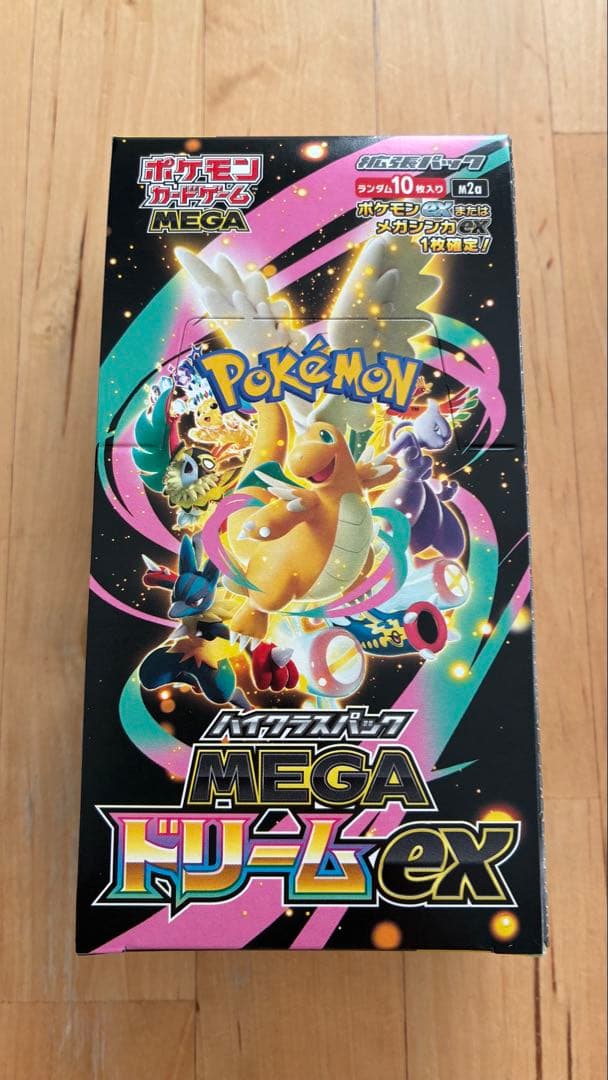 ポケモン
カードゲーム
MEGA
拡張パック
ランダム10枚入り
M2a
ポケモンexまたは
メガシンカex
1枚確定!
POKÉMON
TM
ハイクラスパック
MEGA
ドリームex